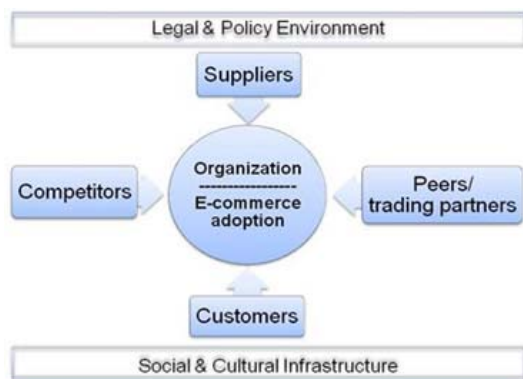 Legal & Policy Environment
Suppliers
Organization
-----------------
E-commerce
adoption
Competitors
Peers/
trading partners
Customers
Social & Cultural Infrastructure